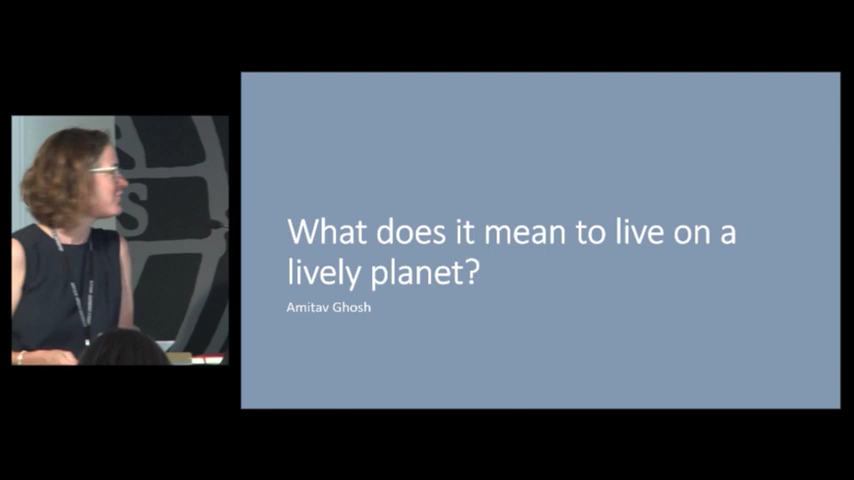 What does it mean to live on a
lively planet?
Amitav Ghosh